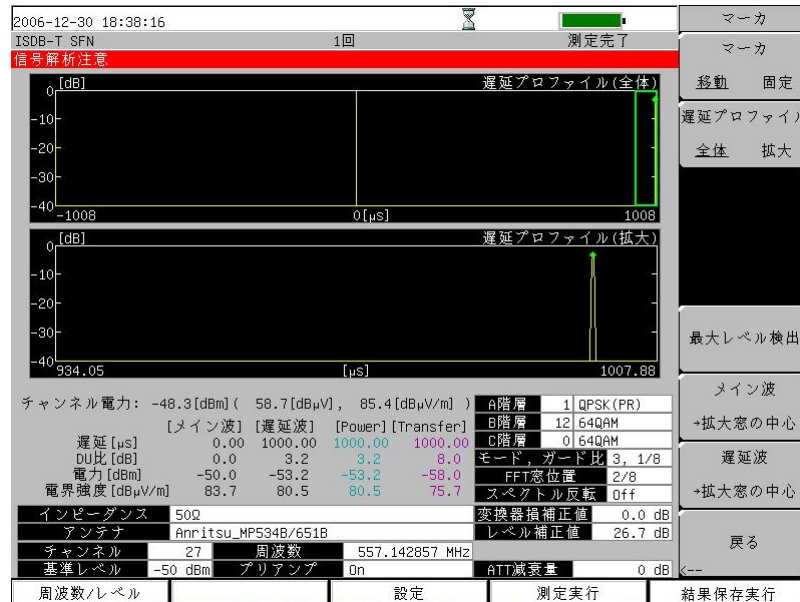 2006-12-30 18:38:16
マーカ
ISDB-T SFN 1回 測定完了
信号解析注意
マーカ
移動 固定
[dB] 遅延プロファイル(全体)
0
-10
-20
-30
-40
-1008 0[μS] 1008
遅延プロファイル
全体 拡大
[dB] 遅延プロファイル(拡大)
0
-10
-20
-30
-40
934.05 [μS] 1007.88
最大レベル検出
メイン波
→拡大窓の中心
遅延波
→拡大窓の中心
戻る
<--
チャンネル電力: -48.3[dBm]( 58.7[dBμV], 85.4[dBμV/m] )
[メイン波] [遅延波] [Power] [Transfer]
遅延[μs] 0.00 1000.00 1000.00 1000.00
DU比[dB] 0.0 3.2 3.2 8.0
電力[dBm] -50.0 -53.2 -53.2 -58.0
電界強度[dBμV/m] 83.7 80.5 80.5 75.7
A階層 1 QPSK(PR)
B階層 12 64QAM
C階層 0 64QAM
モード, ガード比 3, 1/8
FFT窓位置 2/8
スペクトル反転 Off
インピーダンス 50Ω
変換器損補正値 0.0 dB
アンテナ Anritsu_MP534B/651B
レベル補正値 26.7 dB
チャンネル 27 周波数 557.142857 MHz
基準レベル -50 dBm プリアンプ On
ATT減衰量 0 dB
周波数/レベル 設定 測定実行 結果保存実行